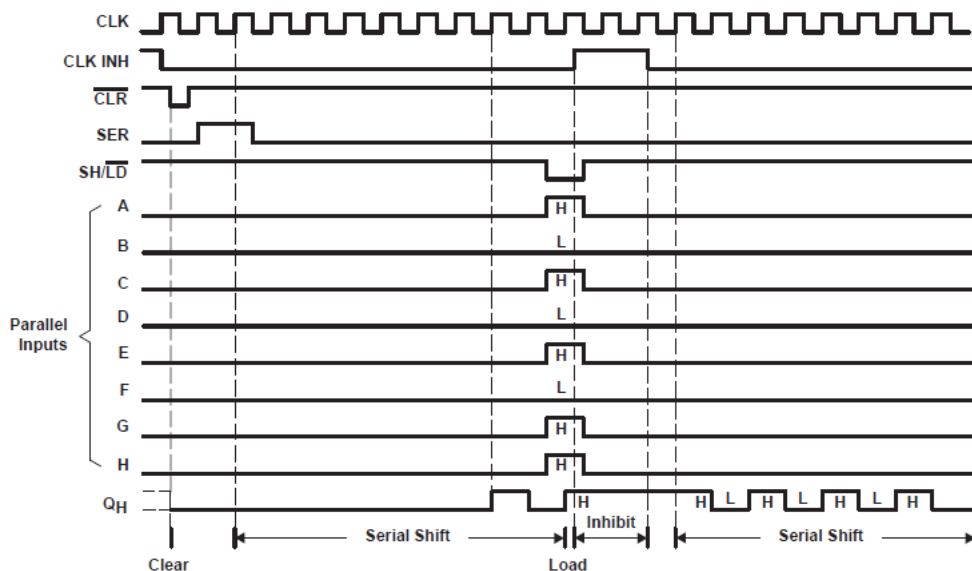 CLK
CLK INH
CLR
SER
SH/LD
A
H
B
L
C
H
D
L
Parallel
Inputs
E
H
F
L
G
H
H
H
QH
H
H L H L H L H
Inhibit
Serial Shift
Serial Shift
Clear
Load